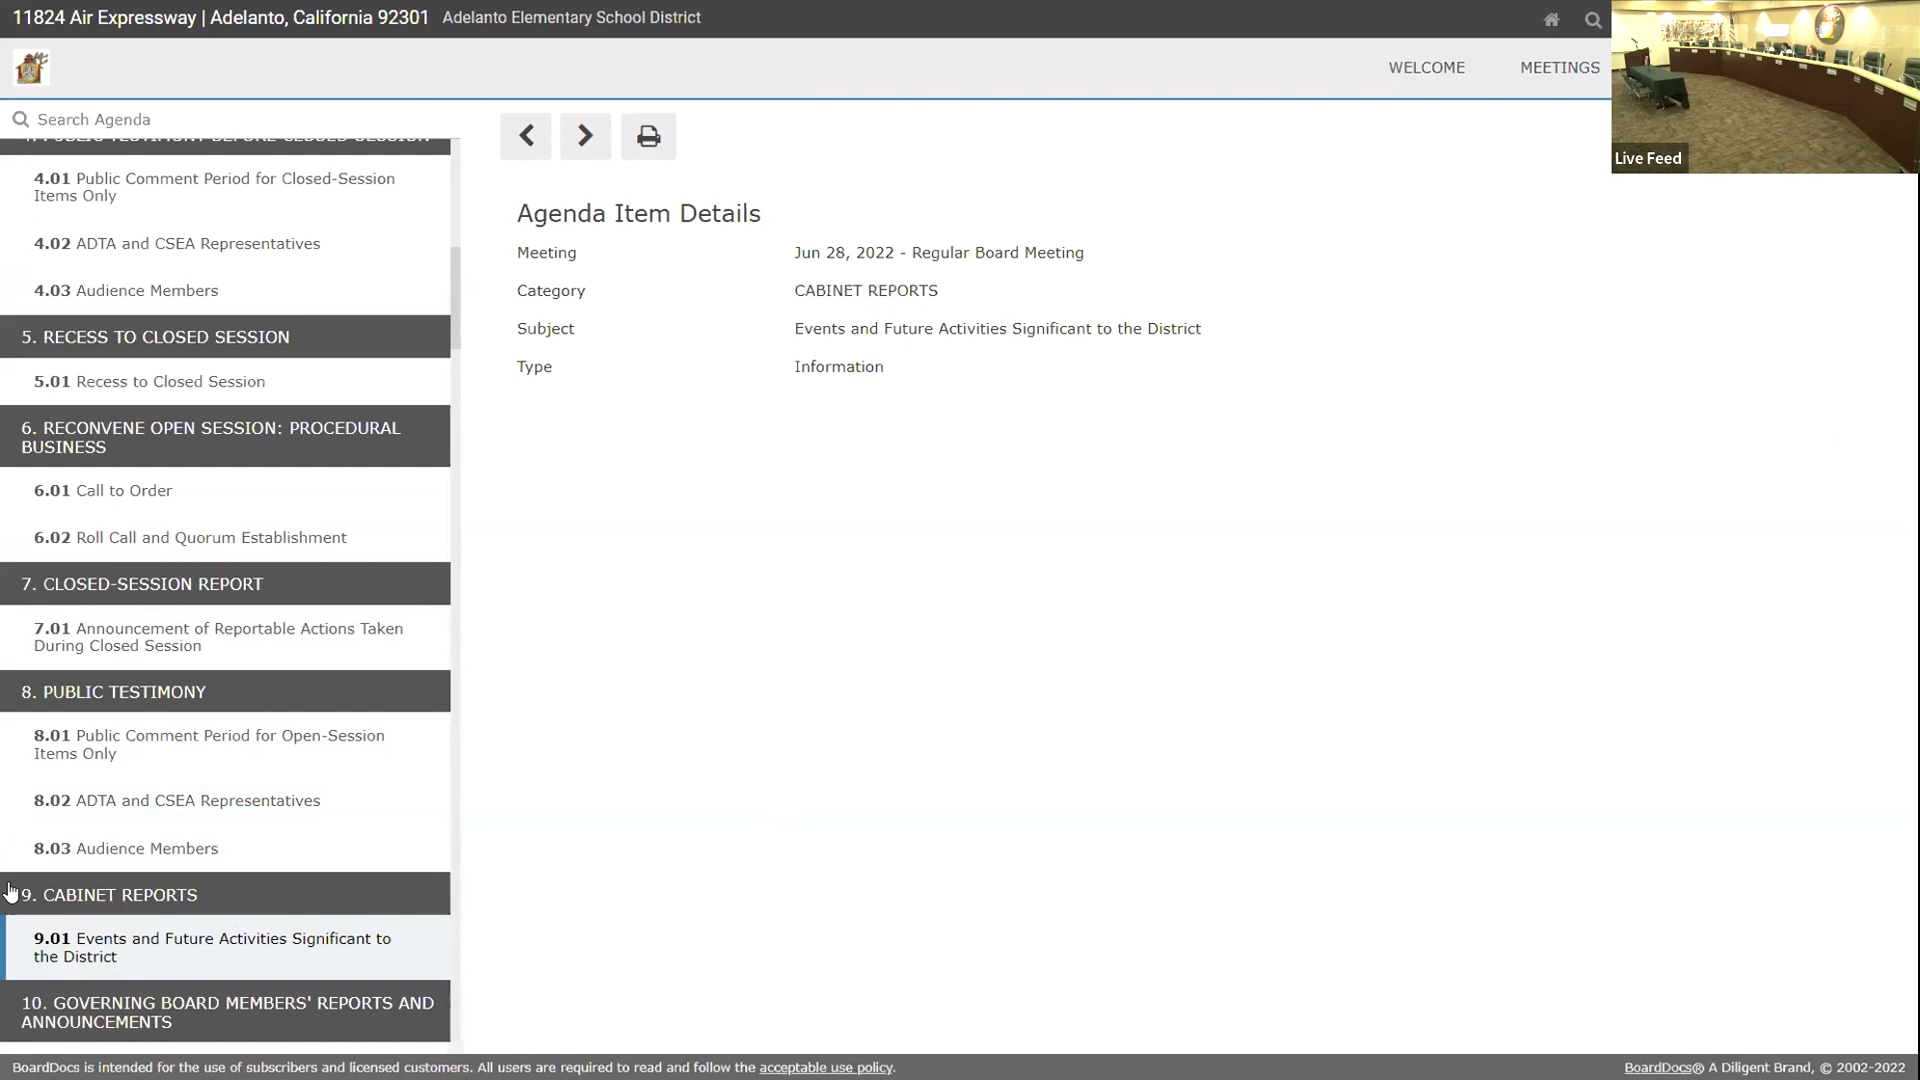 11824 Air Expressway | Adelanto, California 92301 Adelanto Elementary School District
WELCOME MEETINGS
Live Feed
Search Agenda
4. PUBLIC TESTIMONY BEFORE CLOSED SESSION
4.01 Public Comment Period for Closed-Session
Items Only
4.02 ADTA and CSEA Representatives
4.03 Audience Members
5. RECESS TO CLOSED SESSION
5.01 Recess to Closed Session
6. RECONVENE OPEN SESSION: PROCEDURAL
BUSINESS
6.01 Call to Order
6.02 Roll Call and Quorum Establishment
7. CLOSED-SESSION REPORT
7.01 Announcement of Reportable Actions Taken
During Closed Session
8. PUBLIC TESTIMONY
8.01 Public Comment Period for Open-Session
Items Only
8.02 ADTA and CSEA Representatives
8.03 Audience Members
9. CABINET REPORTS
9.01 Events and Future Activities Significant to
the District
10. GOVERNING BOARD MEMBERS' REPORTS AND
ANNOUNCEMENTS
Agenda Item Details
Meeting Jun 28, 2022 - Regular Board Meeting
Category CABINET REPORTS
Subject Events and Future Activities Significant to the District
Type Information
BoardDocs is intended for the use of subscribers and licensed customers. All users are required to read and follow the acceptable use policy. BoardDocs® A Diligent Brand, © 2002-2022